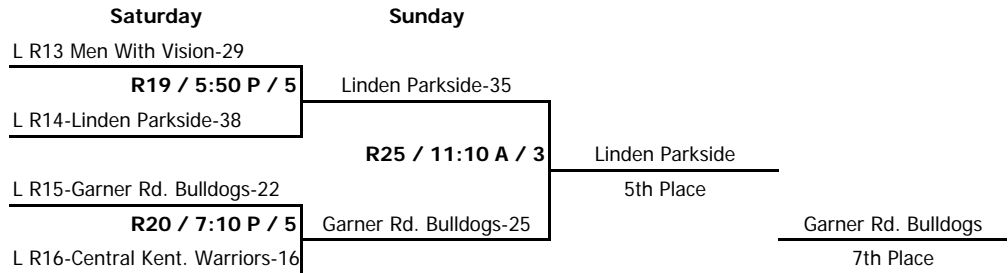 Saturday Sunday
L R13 Men With Vision-29
R19 / 5:50 P / 5 Linden Parkside-35
L R14-Linden Parkside-38
R25 / 11:10 A / 3 Linden Parkside
L R15-Garner Rd. Bulldogs-22 5th Place
R20 / 7:10 P / 5 Garner Rd. Bulldogs-25 Garner Rd. Bulldogs
L R16-Central Kent. Warriors-16 7th Place